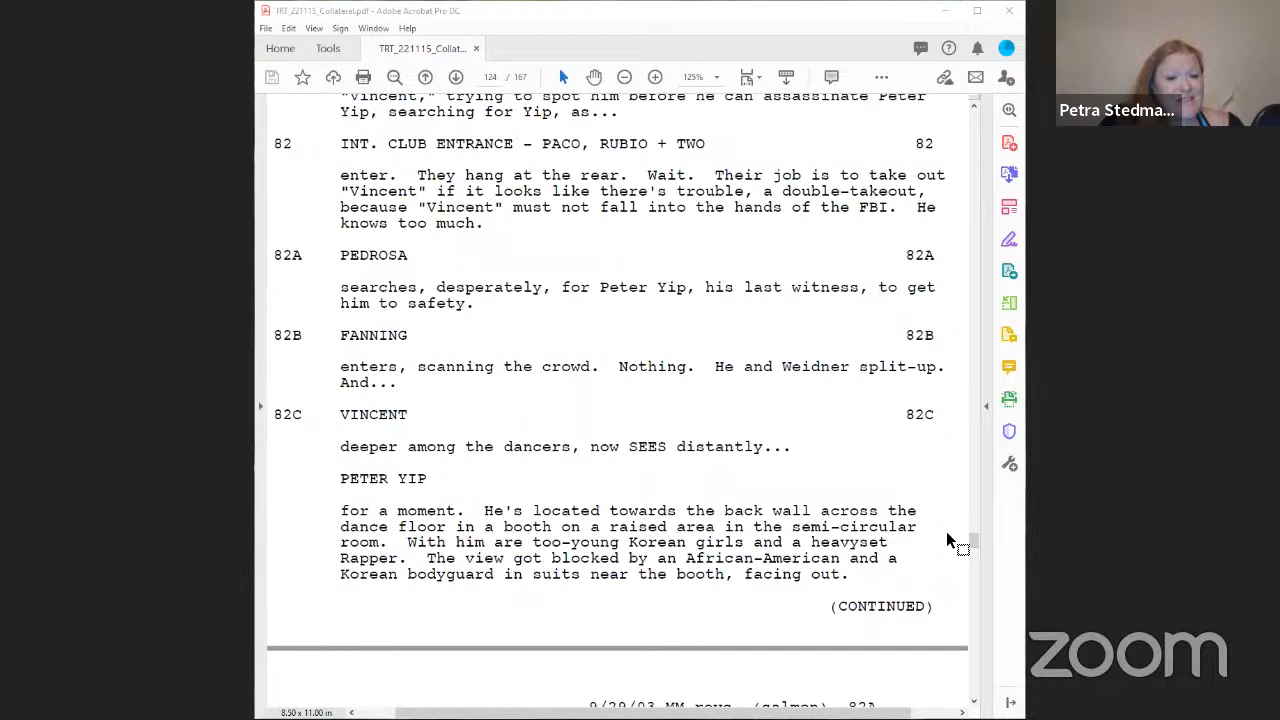 TRT_221115_Collateral.pdf - Adobe Acrobat Pro DC
File Edit View Sign Window Help
Home Tools TRT_221115_Collat... ×
124 / 167 125%
Petra Stedma...
"Vincent," trying to spot him before he can assassinate Peter
Yip, searching for Yip, as...
82 INT. CLUB ENTRANCE - PACO, RUBIO + TWO 82
enter. They hang at the rear. Wait. Their job is to take out
"Vincent" if it looks like there's trouble, a double-takeout,
because "Vincent" must not fall into the hands of the FBI. He
knows too much.
82A PEDROSA 82A
searches, desperately, for Peter Yip, his last witness, to get
him to safety.
82B FANNING 82B
enters, scanning the crowd. Nothing. He and Weidner split-up.
And...
82C VINCENT 82C
deeper among the dancers, now SEES distantly...
PETER YIP
for a moment. He's located towards the back wall across the
dance floor in a booth on a raised area in the semi-circular
room. With him are too-young Korean girls and a heavyset
Rapper. The view got blocked by an African-American and a
Korean bodyguard in suits near the booth, facing out.
(CONTINUED)
9/29/03 MM revs. (salmon) 82A
8.50 x 11.00 in
zoom